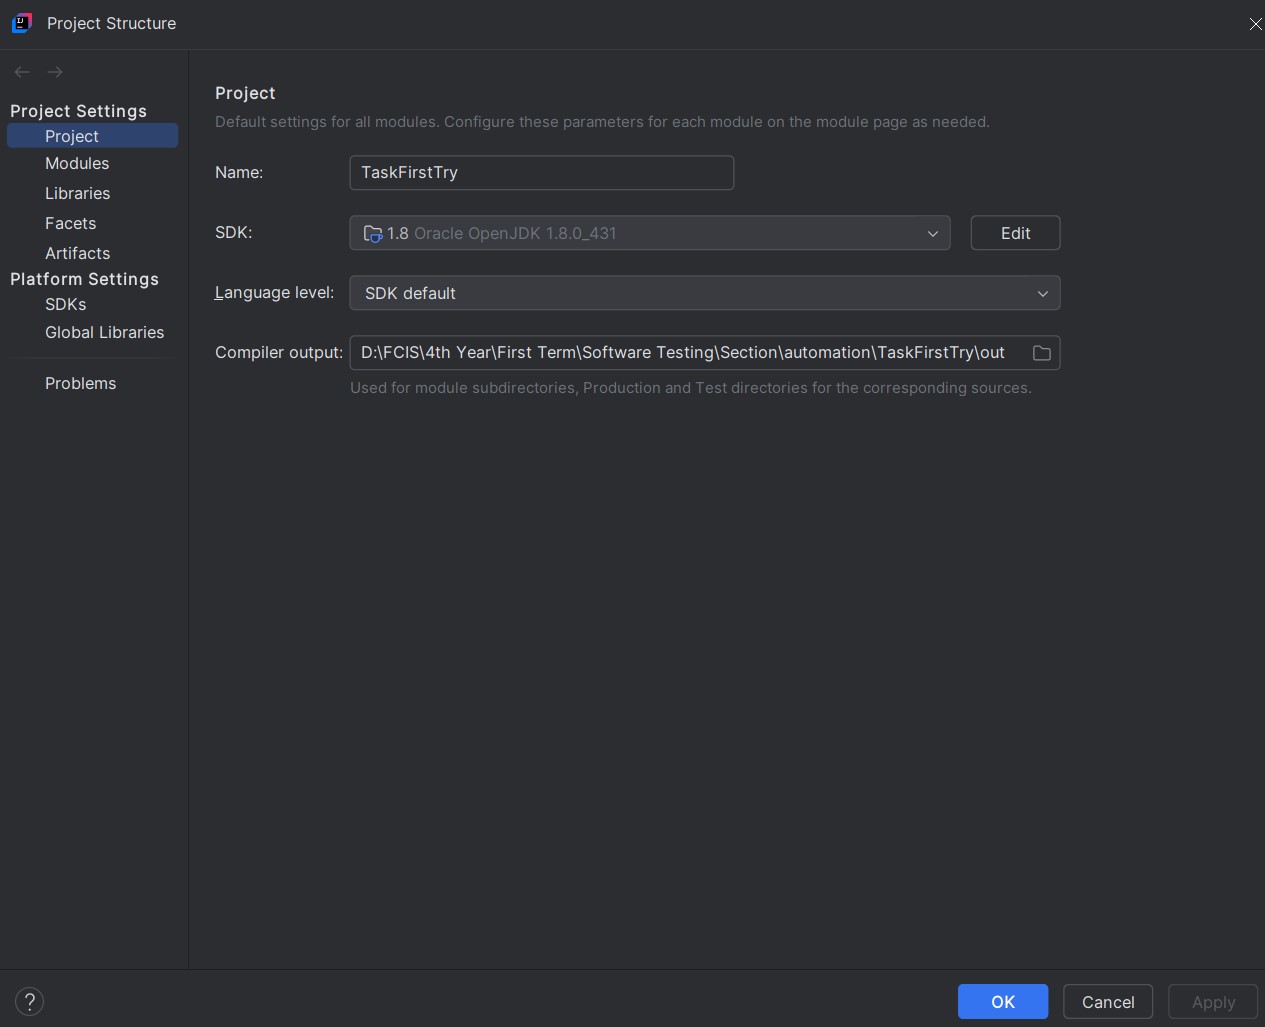 Project Structure
Project Settings
Project
Modules
Libraries
Facets
Artifacts
Platform Settings
SDKs
Global Libraries
Problems
Project
Default settings for all modules. Configure these parameters for each module on the module page as needed.
Name: TaskFirstTry
SDK: 1.8 Oracle OpenJDK 1.8.0_431 Edit
Language level: SDK default
Compiler output: D:\FCIS\4th Year\First Term\Software Testing\Section\automation\TaskFirstTry\out
Used for module subdirectories, Production and Test directories for the corresponding sources.
? OK Cancel Apply